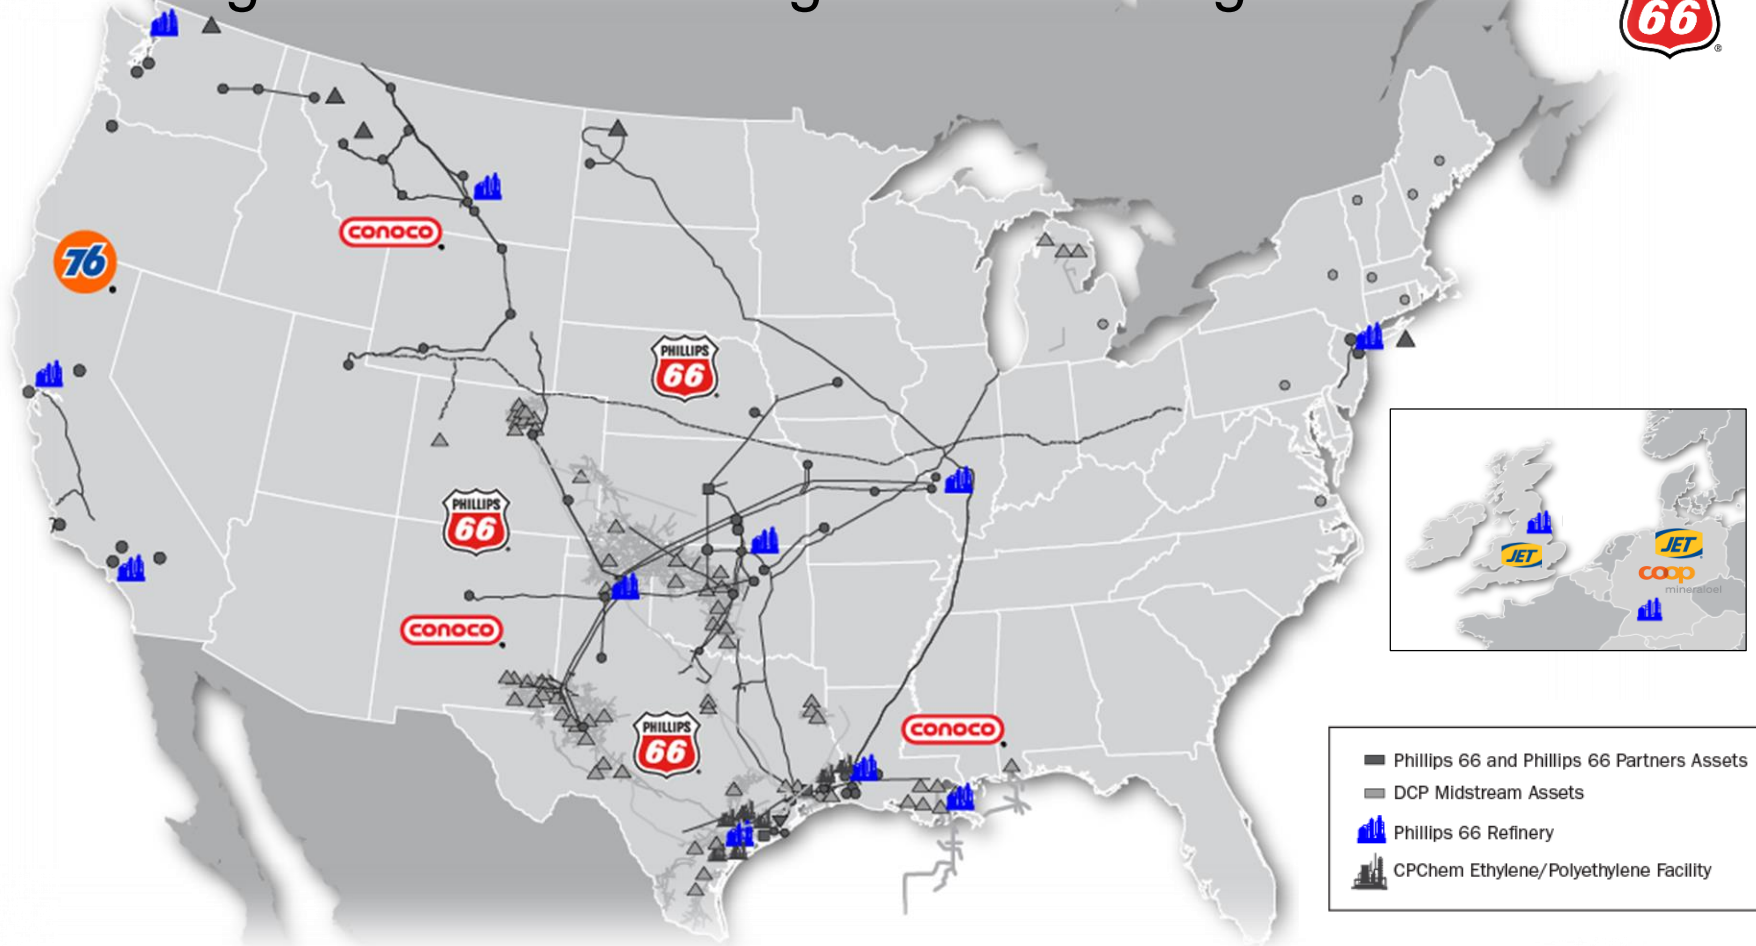 66
®
CONOCO
76
PHILLIPS
66
PHILLIPS
66
CONOCO
PHILLIPS
66
CONOCO
JET
JET
coop
mineraloel
Phillips 66 and Phillips 66 Partners Assets
DCP Midstream Assets
Phillips 66 Refinery
CPChem Ethylene/Polyethylene Facility